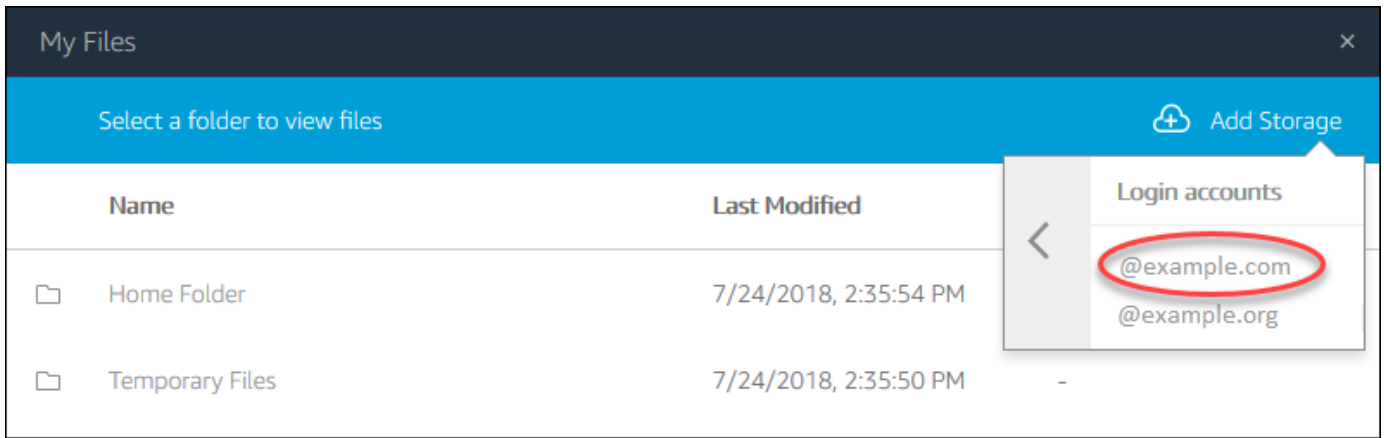 My Files
Select a folder to view files
Add Storage
Login accounts
@example.com
@example.org
Name
Last Modified
Home Folder
7/24/2018, 2:35:54 PM
Temporary Files
7/24/2018, 2:35:50 PM
-